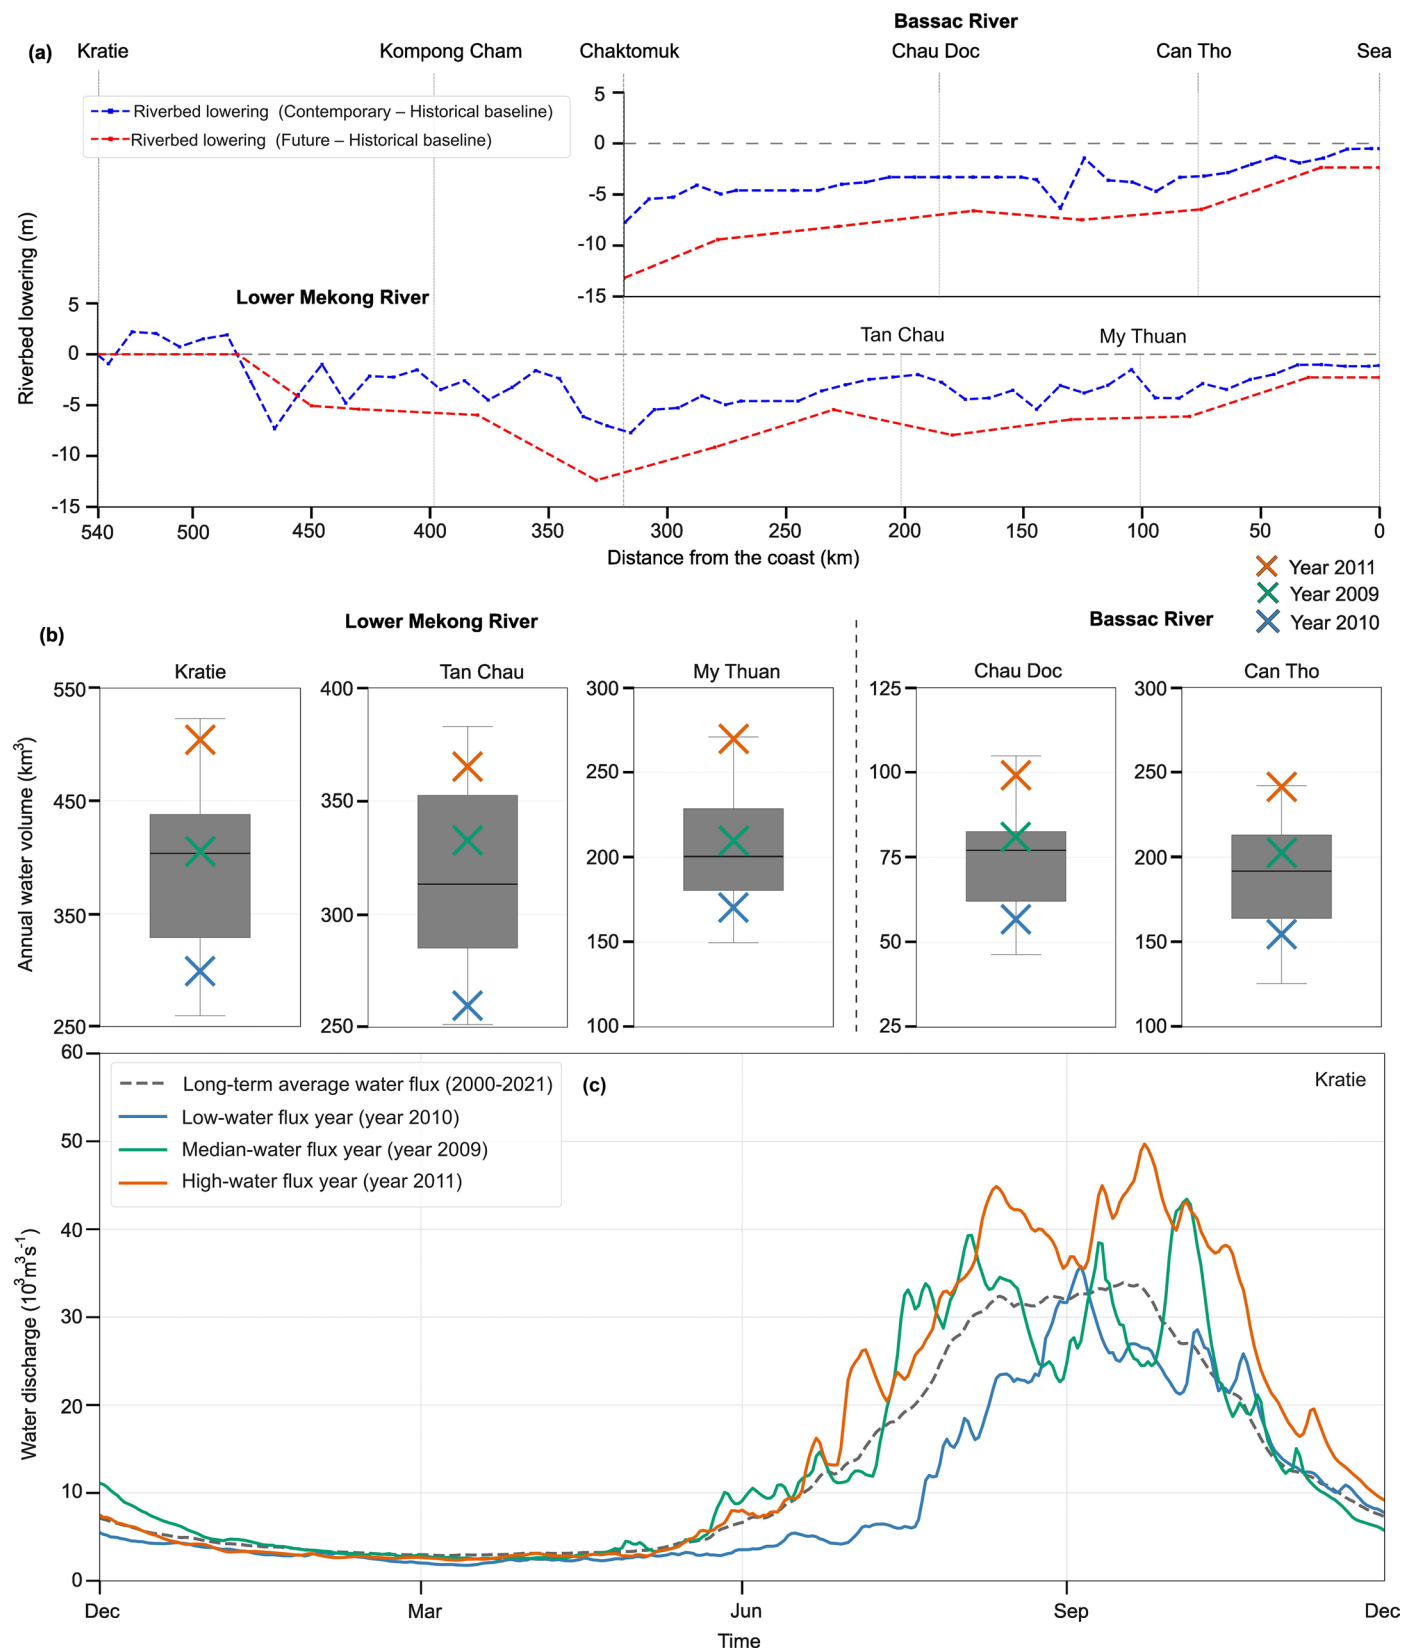 Bassac River
(a) Kratie Kompong Cham Chaktomuk Chau Doc Can Tho Sea
Riverbed lowering (Contemporary – Historical baseline)
Riverbed lowering (Future – Historical baseline)
5
0
-5
-10
-15
Riverbed lowering (m)
Lower Mekong River
Tan Chau My Thuan
5
0
-5
-10
-15
540 500 450 400 350 300 250 200 150 100 50 0
Distance from the coast (km)
Year 2011
Year 2009
Year 2010
(b) Lower Mekong River Bassac River
Kratie Tan Chau My Thuan Chau Doc Can Tho
Annual water volume (km³)
550
450
350
250
400
350
300
250
300
250
200
150
100
125
100
75
50
25
300
250
200
150
100
(c) Kratie
Long-term average water flux (2000-2021)
Low-water flux year (year 2010)
Median-water flux year (year 2009)
High-water flux year (year 2011)
Water discharge (10³m³s⁻¹)
60
50
40
30
20
10
0
Dec Mar Jun Sep Dec
Time